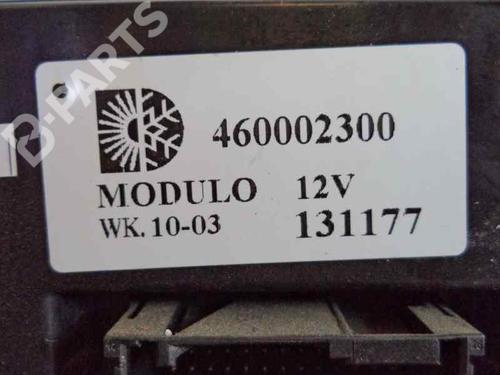 B-PARTS
460002300
MODULO 12V
WK. 10-03 131177